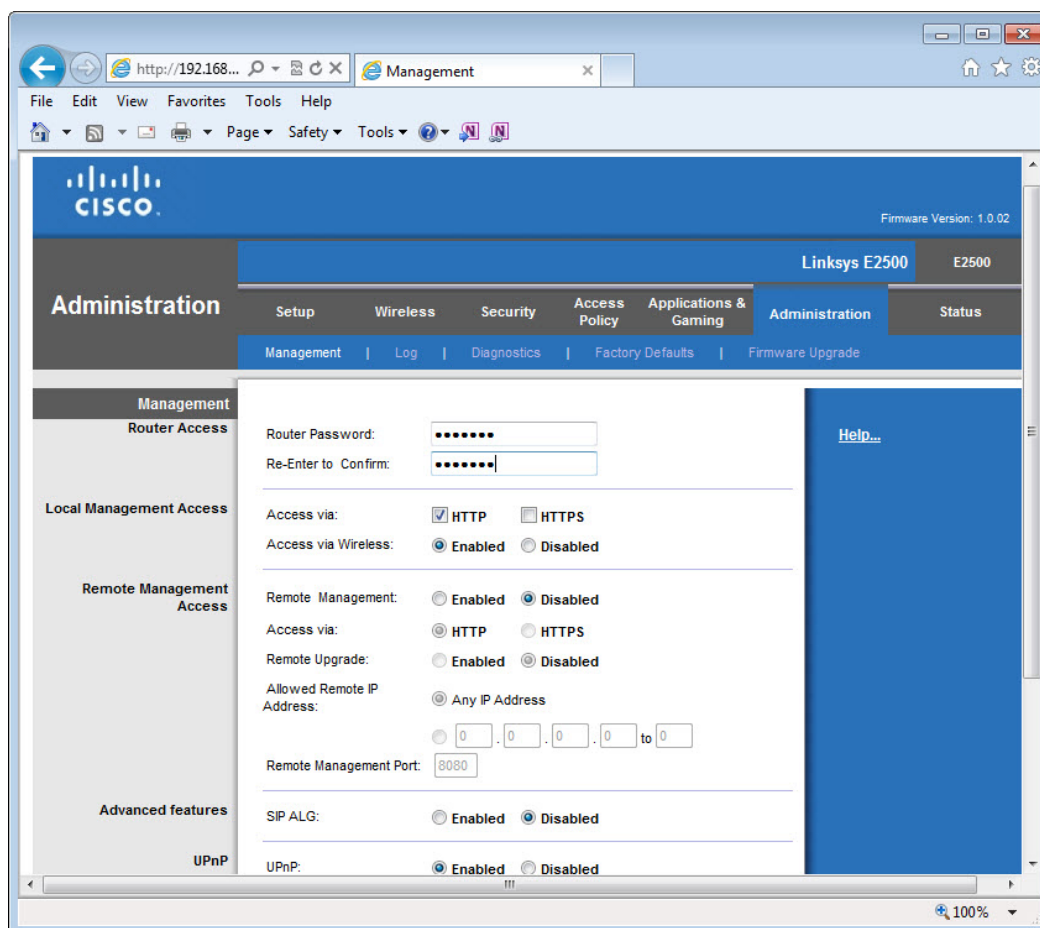 http://192.168... Management
File Edit View Favorites Tools Help
Page Safety Tools
CISCO.
Firmware Version: 1.0.02
Linksys E2500 E2500
Administration
Setup Wireless Security Access Policy Applications & Gaming Administration Status
Management | Log | Diagnostics | Factory Defaults | Firmware Upgrade
Management
Router Access
Router Password: •••••••
Help...
Re-Enter to Confirm: •••••••
Local Management Access
Access via: HTTP HTTPS
Access via Wireless: Enabled Disabled
Remote Management Access
Remote Management: Enabled Disabled
Access via: HTTP HTTPS
Remote Upgrade: Enabled Disabled
Allowed Remote IP Address: Any IP Address
0 . 0 . 0 . 0 to 0
Remote Management Port: 8080
Advanced features
SIP ALG: Enabled Disabled
UPnP
UPnP: Enabled Disabled
100%